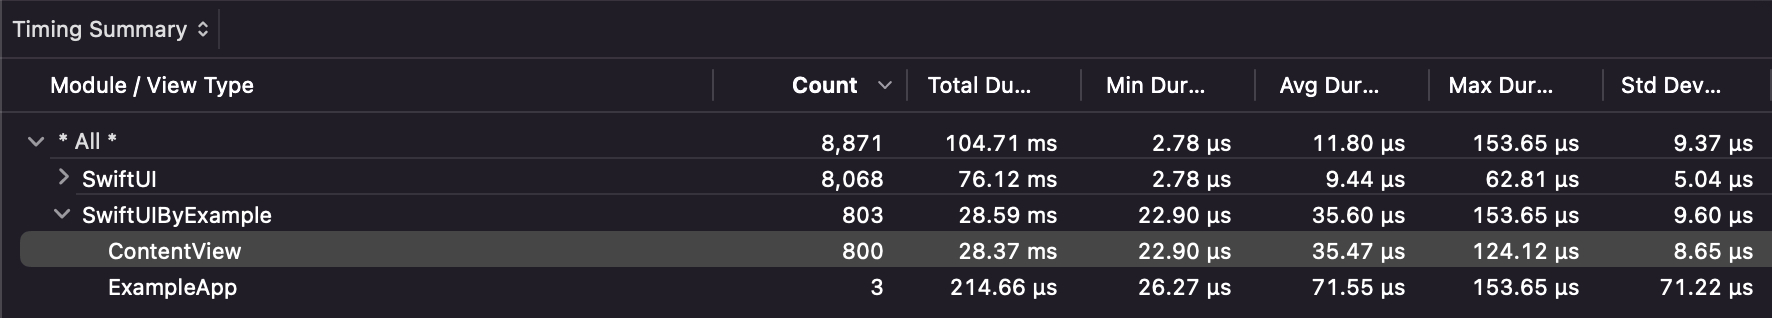 Timing Summary
Module / View Type Count Total Du... Min Dur... Avg Dur... Max Dur... Std Dev...
* All * 8,871 104.71 ms 2.78 µs 11.80 µs 153.65 µs 9.37 µs
SwiftUI 8,068 76.12 ms 2.78 µs 9.44 µs 62.81 µs 5.04 µs
SwiftUIByExample 803 28.59 ms 22.90 µs 35.60 µs 153.65 µs 9.60 µs
ContentView 800 28.37 ms 22.90 µs 35.47 µs 124.12 µs 8.65 µs
ExampleApp 3 214.66 µs 26.27 µs 71.55 µs 153.65 µs 71.22 µs